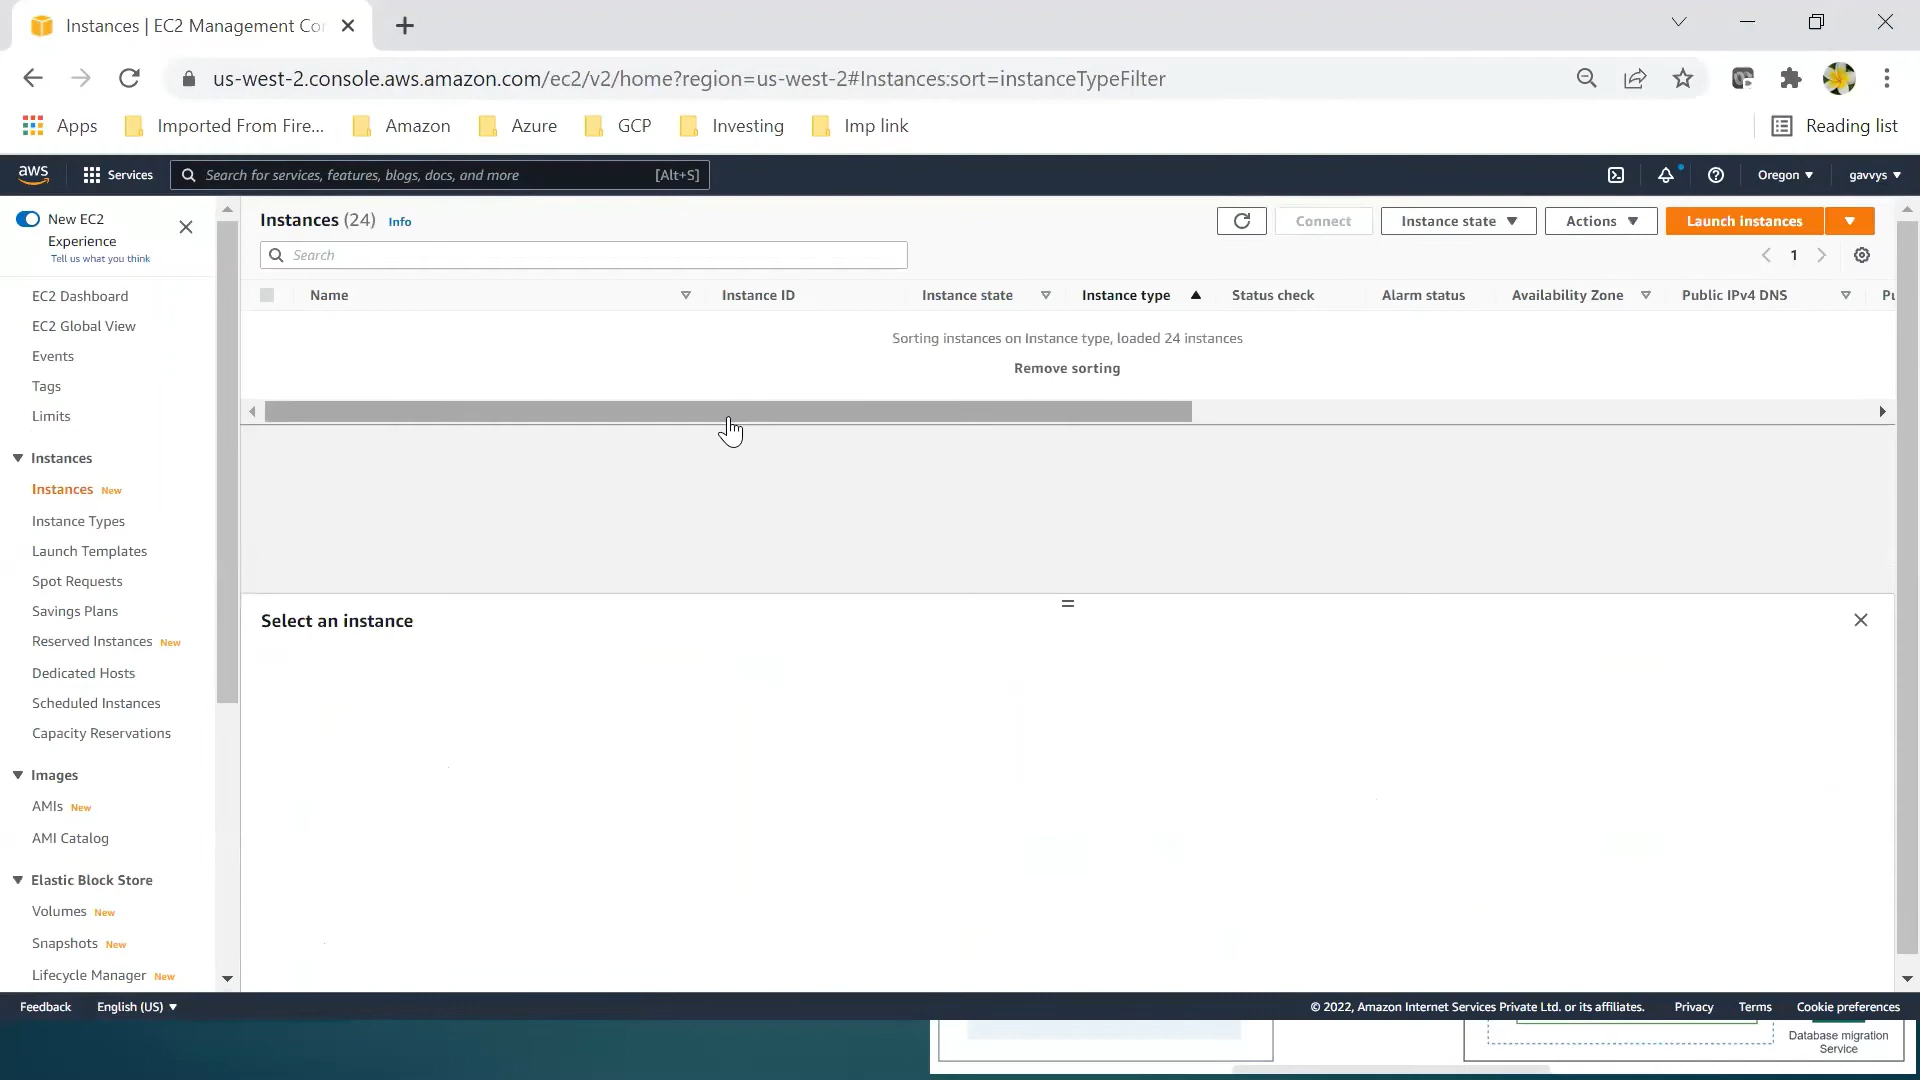 Instances | EC2 Management Cor
us-west-2.console.aws.amazon.com/ec2/v2/home?region=us-west-2#Instances:sort=instanceTypeFilter
Apps Imported From Fire... Amazon Azure GCP Investing Imp link Reading list
aws Services Search for services, features, blogs, docs, and more [Alt+S] Oregon gavvys
New EC2
Experience
Tell us what you think
EC2 Dashboard
EC2 Global View
Events
Tags
Limits
Instances
Instances New
Instance Types
Launch Templates
Spot Requests
Savings Plans
Reserved Instances New
Dedicated Hosts
Scheduled Instances
Capacity Reservations
Images
AMIs New
AMI Catalog
Elastic Block Store
Volumes New
Snapshots New
Lifecycle Manager New
Instances (24) Info Connect Instance state Actions Launch instances
Search 1
Name Instance ID Instance state Instance type Status check Alarm status Availability Zone Public IPv4 DNS
Sorting instances on Instance type, loaded 24 instances
Remove sorting
Select an instance
Feedback English (US) © 2022, Amazon Internet Services Private Ltd. or its affiliates. Privacy Terms Cookie preferences
Database migration
Service